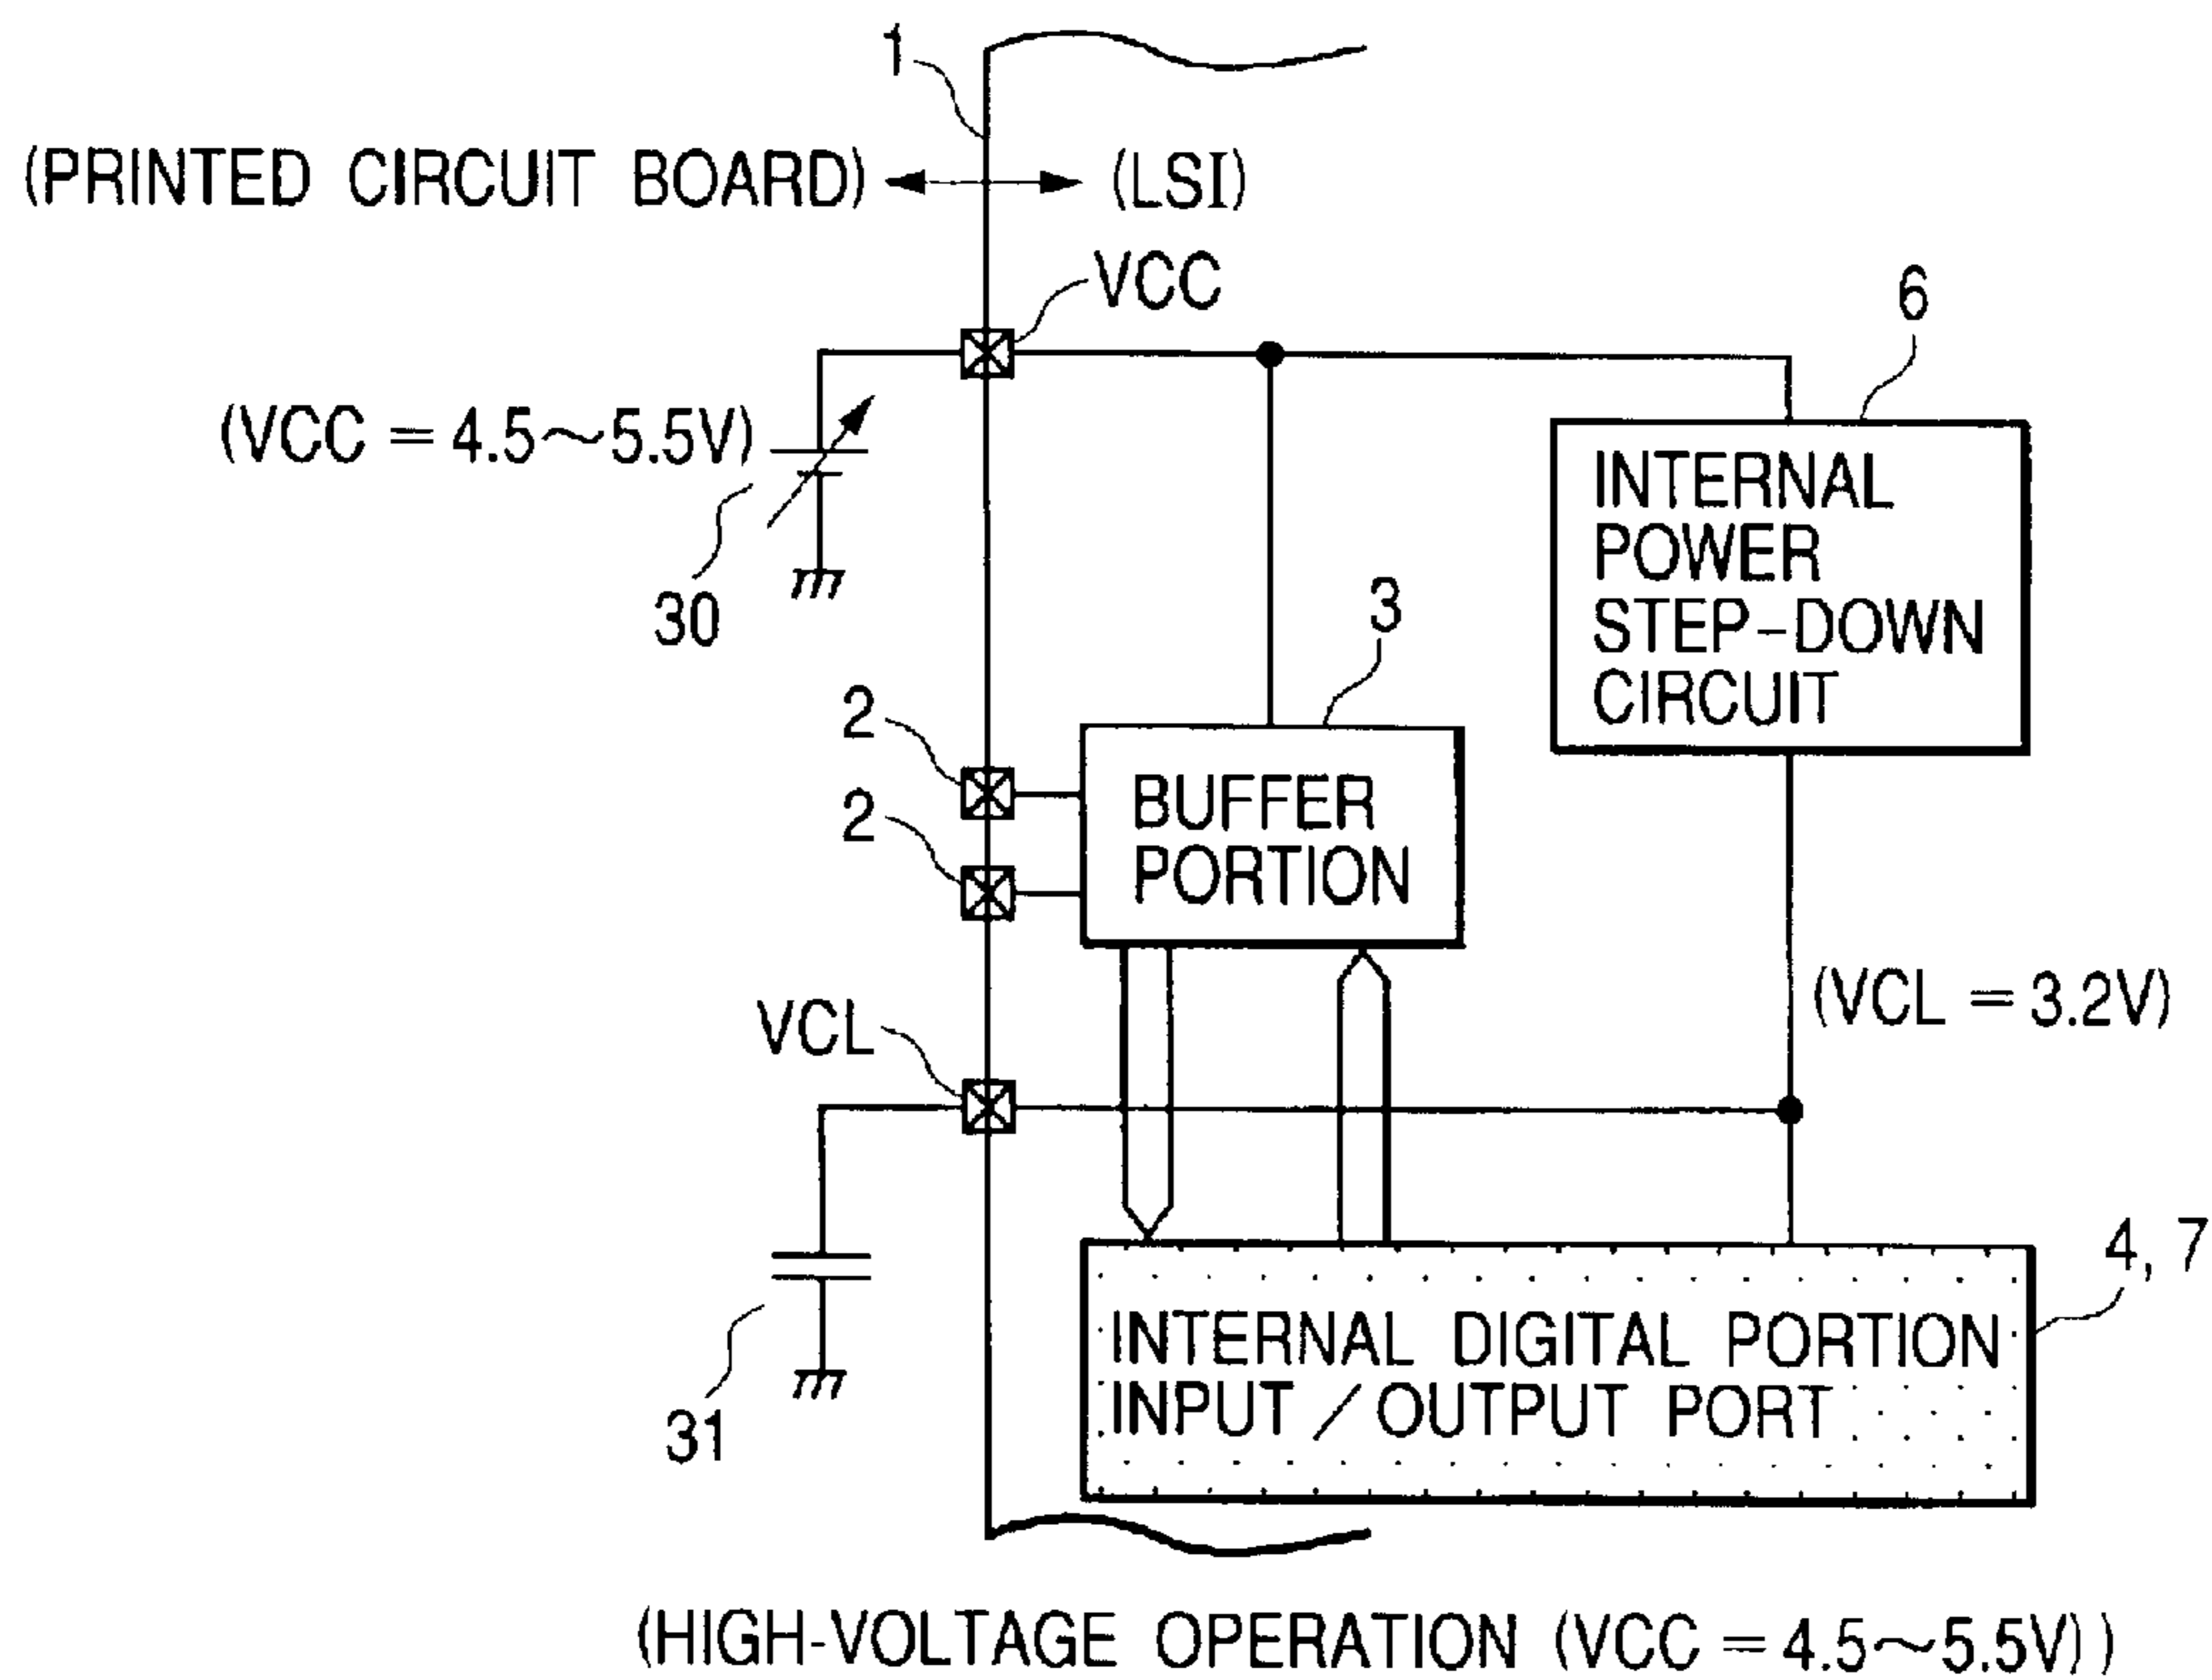 1
(PRINTED CIRCUIT BOARD)
(LSI)
VCC
6
(VCC = 4.5~5.5V)
30
INTERNAL
POWER
STEP-DOWN
CIRCUIT
3
2
2
BUFFER
PORTION
VCL
(VCL = 3.2V)
4, 7
31
INTERNAL DIGITAL PORTION
INPUT/OUTPUT PORT
(HIGH-VOLTAGE OPERATION (VCC = 4.5~5.5V))